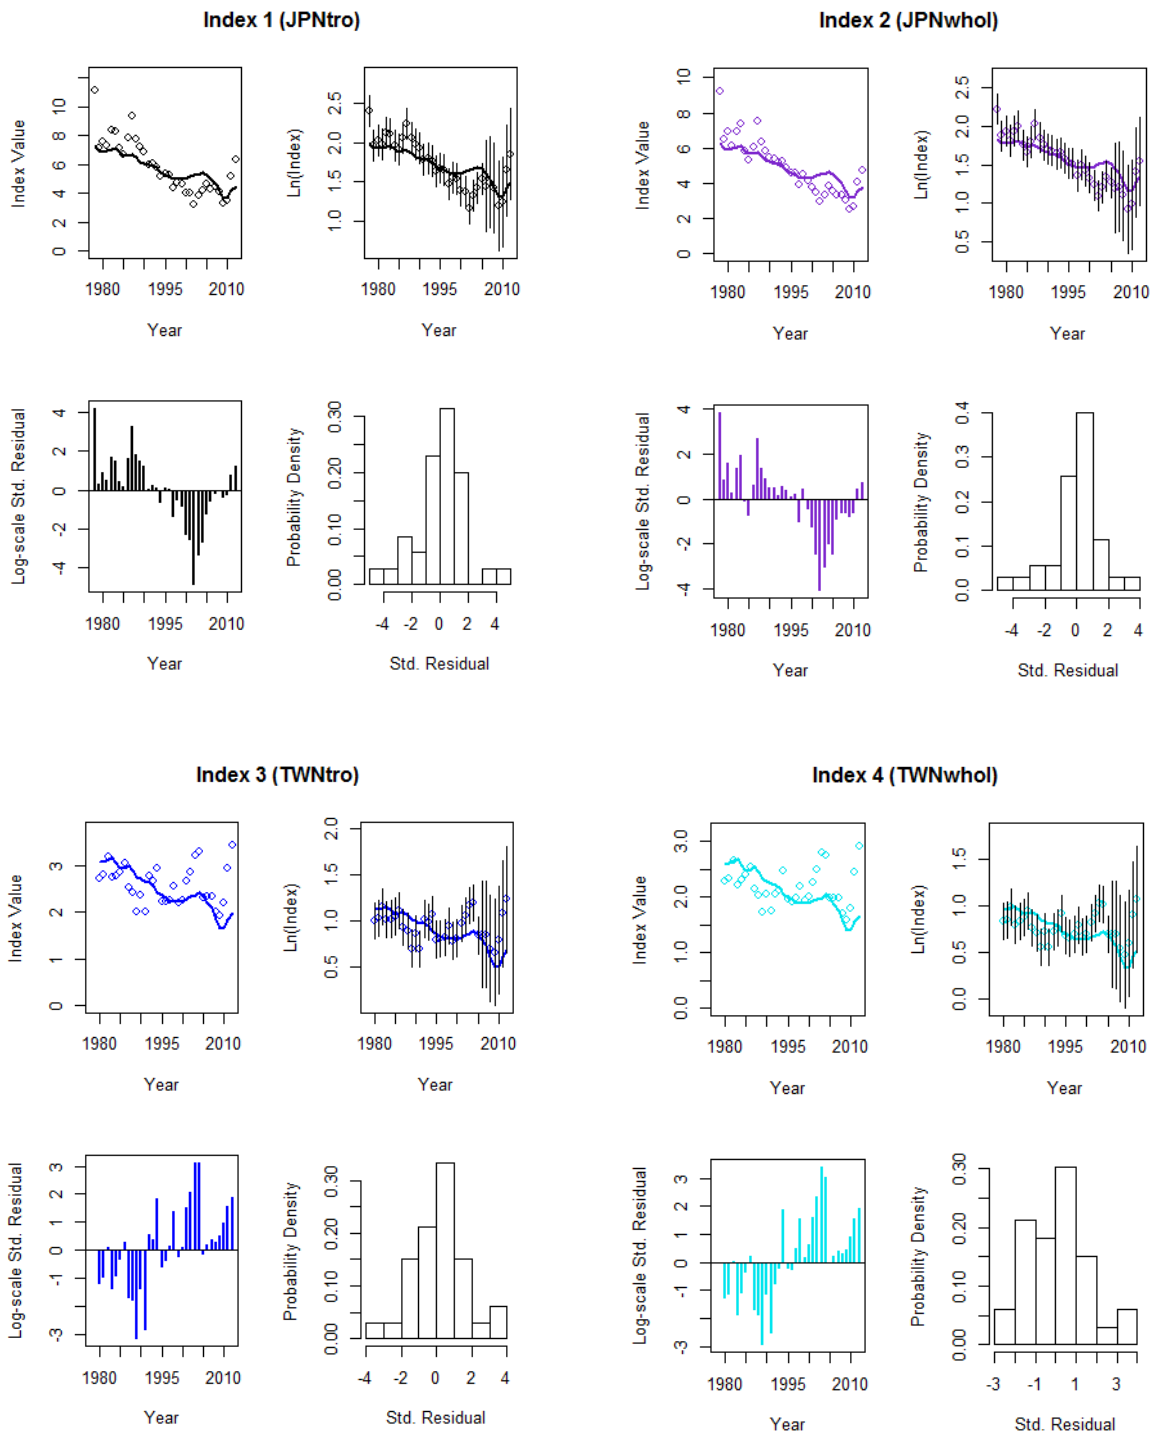 Index 1 (JPNtro)
Index Value
0 2 4 6 8 10
1980 1995 2010
Year
Ln(Index)
1.0 1.5 2.0 2.5
1980 1995 2010
Year
Log-scale Std. Residual
-4 -2 0 2 4
1980 1995 2010
Year
Probability Density
0.00 0.10 0.20 0.30
-4 -2 0 2 4
Std. Residual
Index 2 (JPNwhol)
Index Value
0 2 4 6 8 10
1980 1995 2010
Year
Ln(Index)
0.5 1.0 1.5 2.0 2.5
1980 1995 2010
Year
Log-scale Std. Residual
-4 -2 0 2 4
1980 1995 2010
Year
Probability Density
0.0 0.1 0.2 0.3 0.4
-4 -2 0 2 4
Std. Residual
Index 3 (TWNtro)
Index Value
0 1 2 3
1980 1995 2010
Year
Ln(Index)
0.5 1.0 1.5 2.0
1980 1995 2010
Year
Log-scale Std. Residual
-3 -1 0 1 2 3
1980 1995 2010
Year
Probability Density
0.00 0.10 0.20 0.30
-4 -2 0 2 4
Std. Residual
Index 4 (TWNwhol)
Index Value
0.0 1.0 2.0 3.0
1980 1995 2010
Year
Ln(Index)
0.0 0.5 1.0 1.5
1980 1995 2010
Year
Log-scale Std. Residual
-3 -1 0 1 2 3
1980 1995 2010
Year
Probability Density
0.00 0.10 0.20 0.30
-3 -1 1 3
Std. Residual